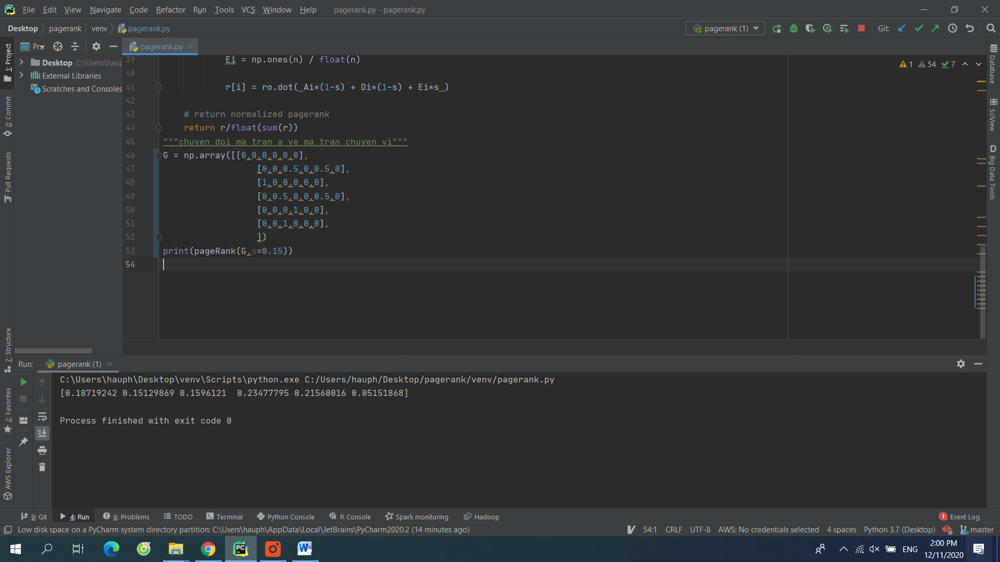 File Edit View Navigate Code Refactor Run Tools VCS Window Help pagerank.py - pagerank.py
Desktop pagerank venv pagerank.py pagerank (1) Git:
Pr... pagerank.py
1: Project
0: Commit
Pull Requests
7: Structure
2: Favorites
AWS Explorer
Desktop C:\Users\haup
External Libraries
Scratches and Consoles
1 54 7
39 Ei = np.ones(n) / float(n)
40
41 r[i] = ro.dot( Ai*(1-s) + Di*(1-s) + Ei*s )
42
43 # return normalized pagerank
44 return r/float(sum(r))
45 """chuyen doi ma tran a ve ma tran chuyen vi"""
46 G = np.array([[0,0,0,0,0,0],
47 [0,0,0.5,0,0.5,0],
48 [1,0,0,0,0,0],
49 [0,0.5,0,0,0.5,0],
50 [0,0,0,1,0,0],
51 [0,0,1,0,0,0],
52 ])
53 print(pageRank(G,s=0.15))
54
Database
SciView
D Big Data Tools
Run: pagerank (1)
C:\Users\hauph\Desktop\venv\Scripts\python.exe C:/Users/hauph/Desktop/pagerank/venv/pagerank.py
[0.18719242 0.15129869 0.1596121  0.23477795 0.21560016 0.05151868]
Process finished with exit code 0
9: Git 4: Run 6: Problems TODO Terminal Python Console R Console Spark monitoring Hadoop 1 Event Log
Low disk space on a PyCharm system directory partition: C:\Users\hauph\AppData\Local\JetBrains\PyCharm2020.2 (14 minutes ago) 54:1 CRLF UTF-8 AWS: No credentials selected 4 spaces Python 3.7 (Desktop) master
PC W ENG 2:00 PM
12/11/2020